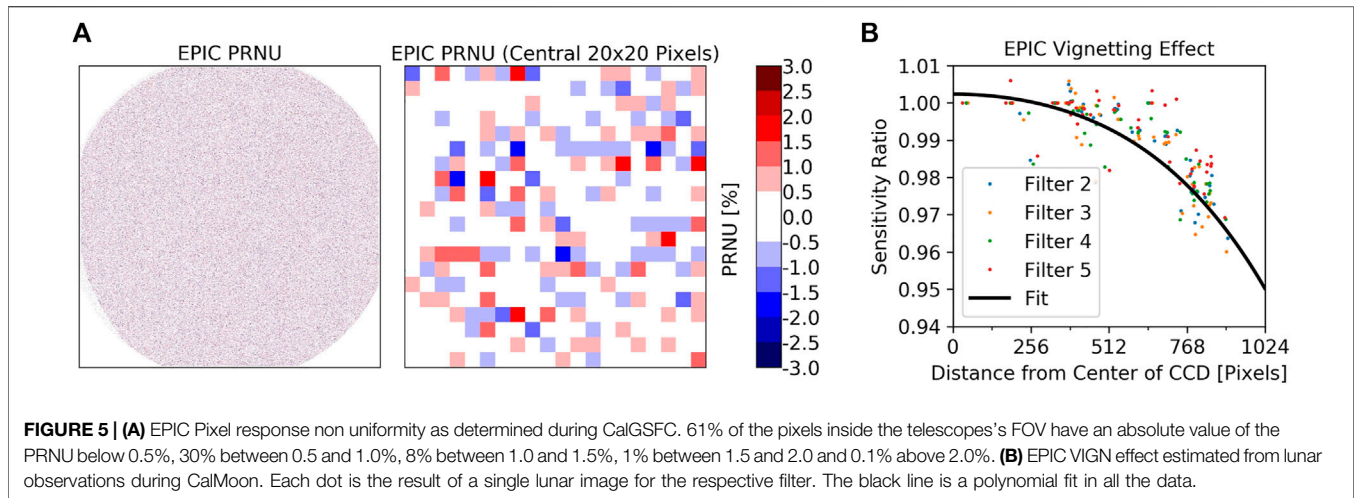 A
EPIC PRNU
EPIC PRNU (Central 20x20 Pixels)
3.0
2.5
2.0
1.5
1.0
0.5
0.0
-0.5
-1.0
-1.5
-2.0
-2.5
-3.0
PRNU [%]
B
EPIC Vignetting Effect
1.01
1.00
0.99
0.98
0.97
0.96
0.95
0.94
Sensitivity Ratio
Filter 2
Filter 3
Filter 4
Filter 5
Fit
0 256 512 768 1024
Distance from Center of CCD [Pixels]
FIGURE 5 | (A) EPIC Pixel response non uniformity as determined during CalGSFC. 61% of the pixels inside the telescopes's FOV have an absolute value of the
PRNU below 0.5%, 30% between 0.5 and 1.0%, 8% between 1.0 and 1.5%, 1% between 1.5 and 2.0 and 0.1% above 2.0%. (B) EPIC VIGN effect estimated from lunar
observations during CalMoon. Each dot is the result of a single lunar image for the respective filter. The black line is a polynomial fit in all the data.